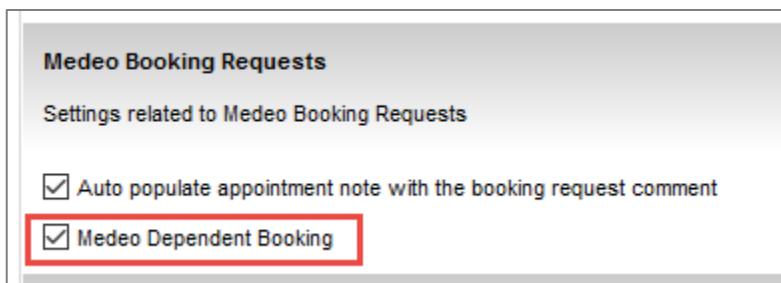 Medeo Booking Requests
Settings related to Medeo Booking Requests
Auto populate appointment note with the booking request comment
Medeo Dependent Booking